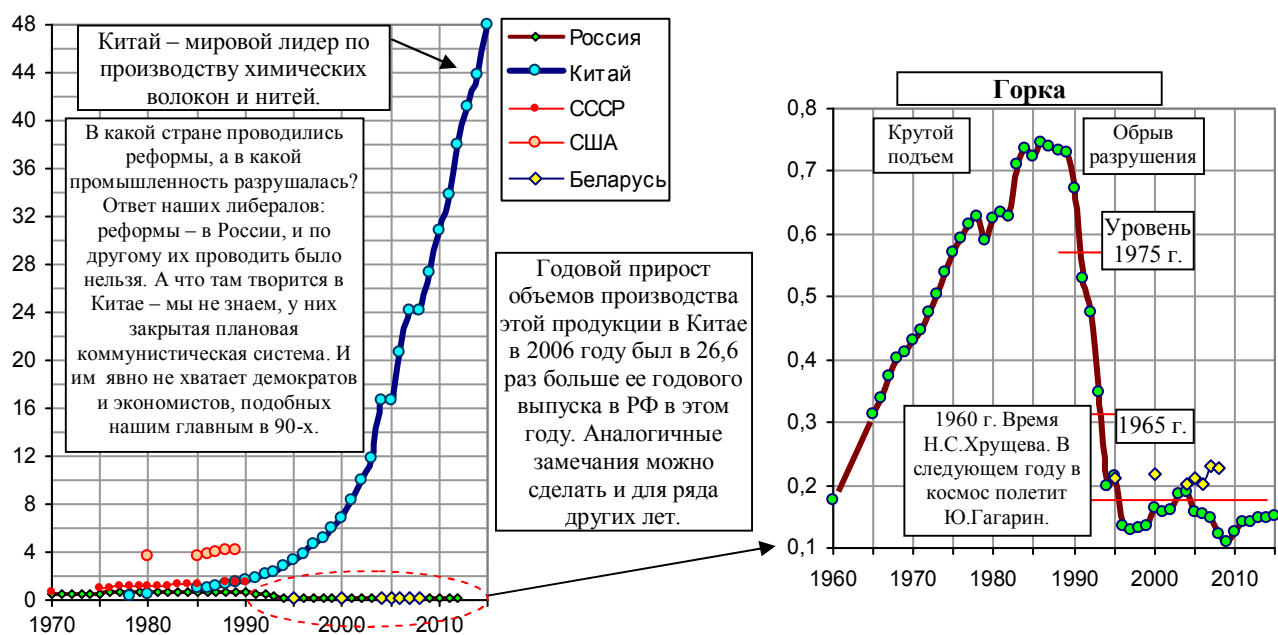 48
44
40
36
32
28
24
20
16
12
8
4
0
1970
1980
1990
2000
2010
Китай – мировой лидер по
производству химических
волокон и нитей.
В какой стране проводились
реформы, а в какой
промышленность разрушалась?
Ответ наших либералов:
реформы – в России, и по
другому их проводить было
нельзя. А что там творится в
Китае – мы не знаем, у них
закрытая плановая
коммунистическая система. И
им явно не хватает демократов
и экономистов, подобных
нашим главным в 90-х.
Россия
Китай
СССР
США
Беларусь
Годовой прирост
объемов производства
этой продукции в Китае
в 2006 году был в 26,6
раз больше ее годового
выпуска в РФ в этом
году. Аналогичные
замечания можно
сделать и для ряда
других лет.
Горка
0,8
0,7
0,6
0,5
0,4
0,3
0,2
0,1
1960
1970
1980
1990
2000
2010
Крутой
подъем
Обрыв
разрушения
Уровень
1975 г.
1965 г.
1960 г. Время
Н.С.Хрущева. В
следующем году в
космос полетит
Ю.Гагарин.